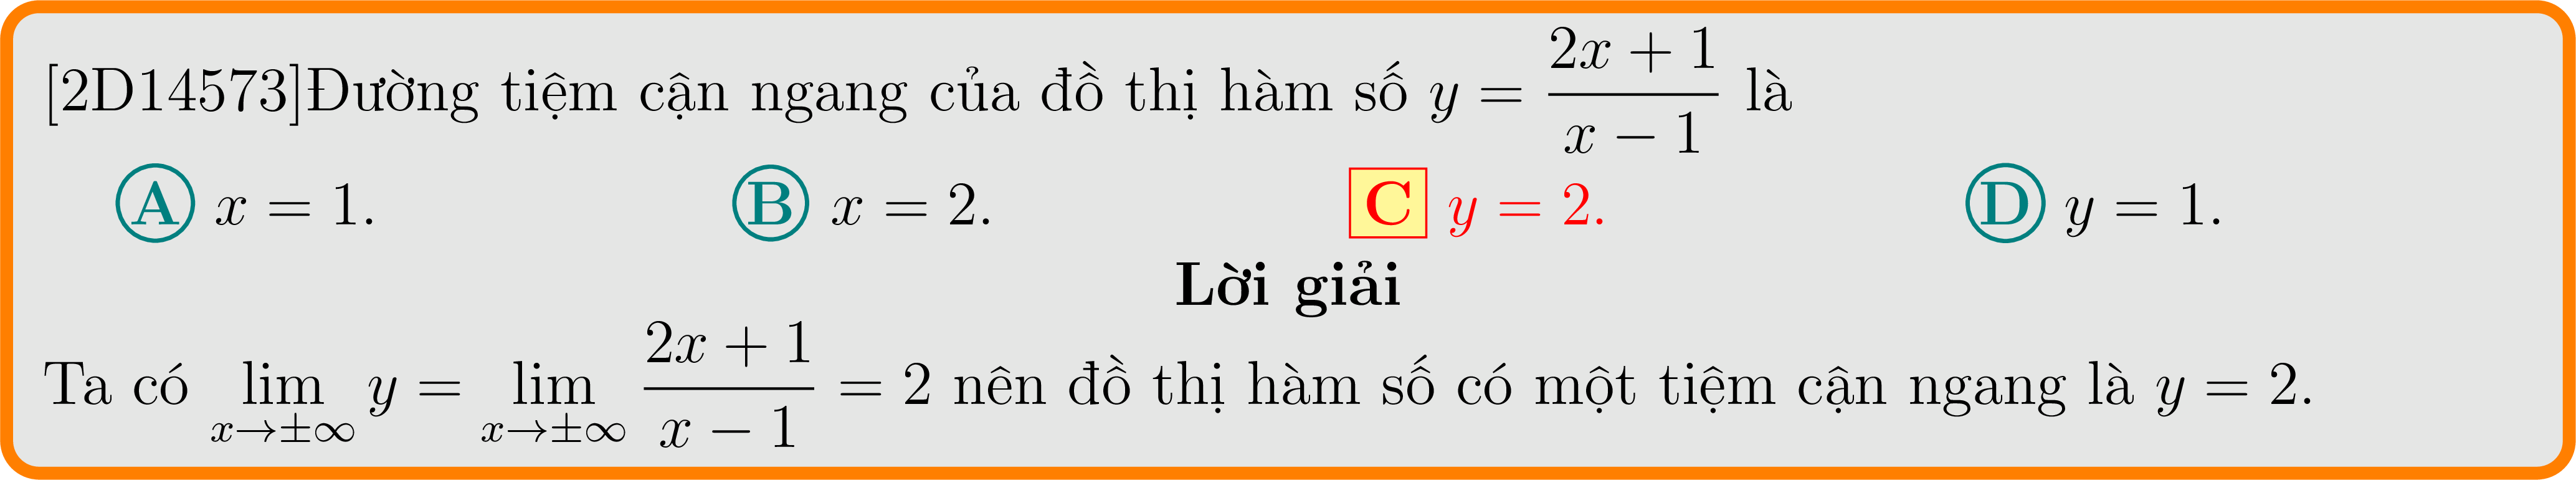 [2D14573]Đường tiệm cận ngang của đồ thị hàm số $y = \dfrac{2x + 1}{x - 1}$ là
A x = 1. B x = 2. C y = 2. D y = 1.
Lời giải
Ta có $\lim\limits_{x \to \pm\infty} y = \lim\limits_{x \to \pm\infty} \dfrac{2x + 1}{x - 1} = 2$ nên đồ thị hàm số có một tiệm cận ngang là $y = 2$.